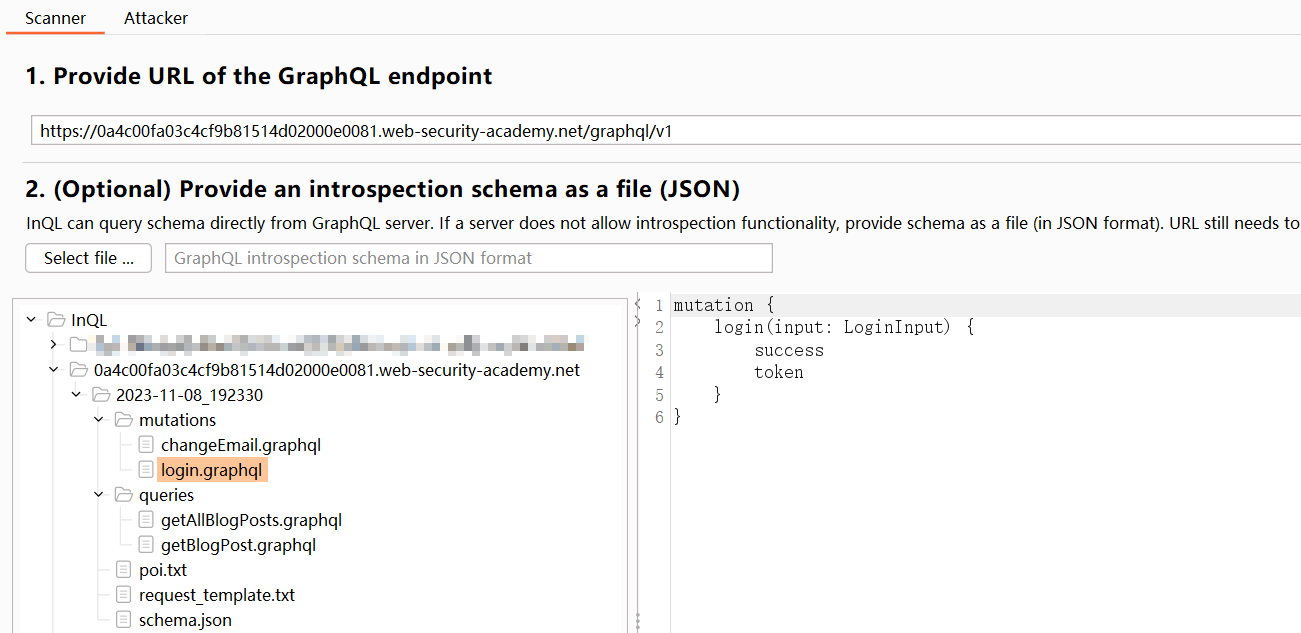 Scanner Attacker
1. Provide URL of the GraphQL endpoint
https://0a4c00fa03c4cf9b81514d02000e0081.web-security-academy.net/graphql/v1
2. (Optional) Provide an introspection schema as a file (JSON)
InQL can query schema directly from GraphQL server. If a server does not allow introspection functionality, provide schema as a file (in JSON format). URL still needs to
Select file ... GraphQL introspection schema in JSON format
InQL
0a4c00fa03c4cf9b81514d02000e0081.web-security-academy.net
2023-11-08_192330
mutations
changeEmail.graphql
login.graphql
queries
getAllBlogPosts.graphql
getBlogPost.graphql
poi.txt
request_template.txt
schema.json
1 mutation {
2 login(input: LoginInput) {
3 success
4 token
5 }
6 }